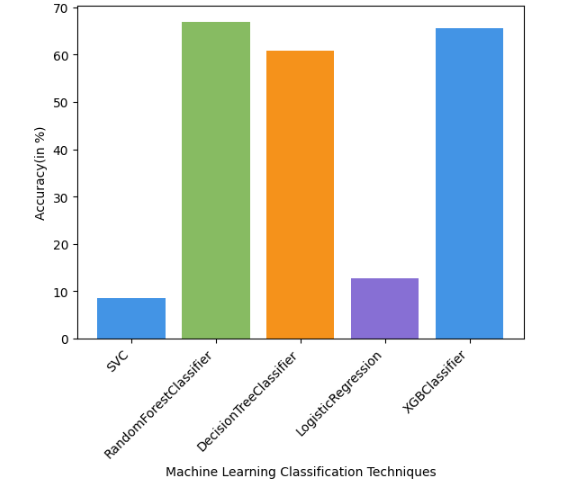 70
60
50
40
30
20
10
0
Accuracy(in %)
SVC
RandomForestClassifier
DecisionTreeClassifier
LogisticRegression
XGBClassifier
Machine Learning Classification Techniques